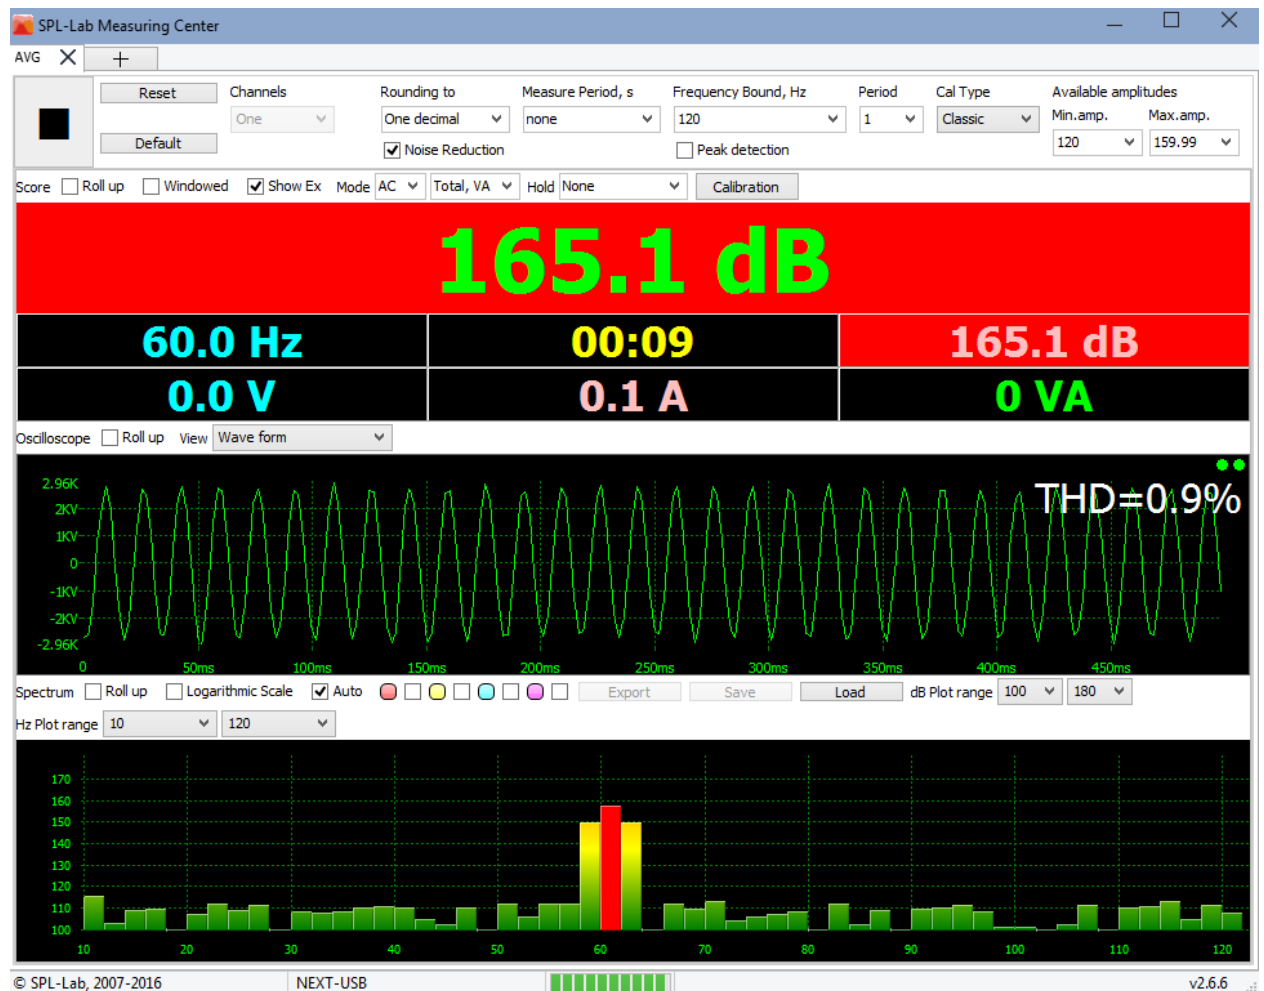 SPL-Lab Measuring Center
AVG
Reset Channels Rounding to Measure Period, s Frequency Bound, Hz Period Cal Type Available amplitudes
Min.amp. Max.amp.
One One decimal none 120 1 Classic 120 159.99
Default Noise Reduction Peak detection
Score Roll up Windowed Show Ex Mode AC Total, VA Hold None Calibration
165.1 dB
60.0 Hz 00:09 165.1 dB
0.0 V 0.1 A 0 VA
Oscilloscope Roll up View Wave form
THD=0.9%
2.96K
2KV
1KV
0
-1KV
-2KV
-2.96K
0 50ms 100ms 150ms 200ms 250ms 300ms 350ms 400ms 450ms
Spectrum Roll up Logarithmic Scale Auto Export Save Load dB Plot range 100 180
Hz Plot range 10 120
170
160
150
140
130
120
110
100
10 20 30 40 50 60 70 80 90 100 110 120
© SPL-Lab, 2007-2016 NEXT-USB v2.6.6